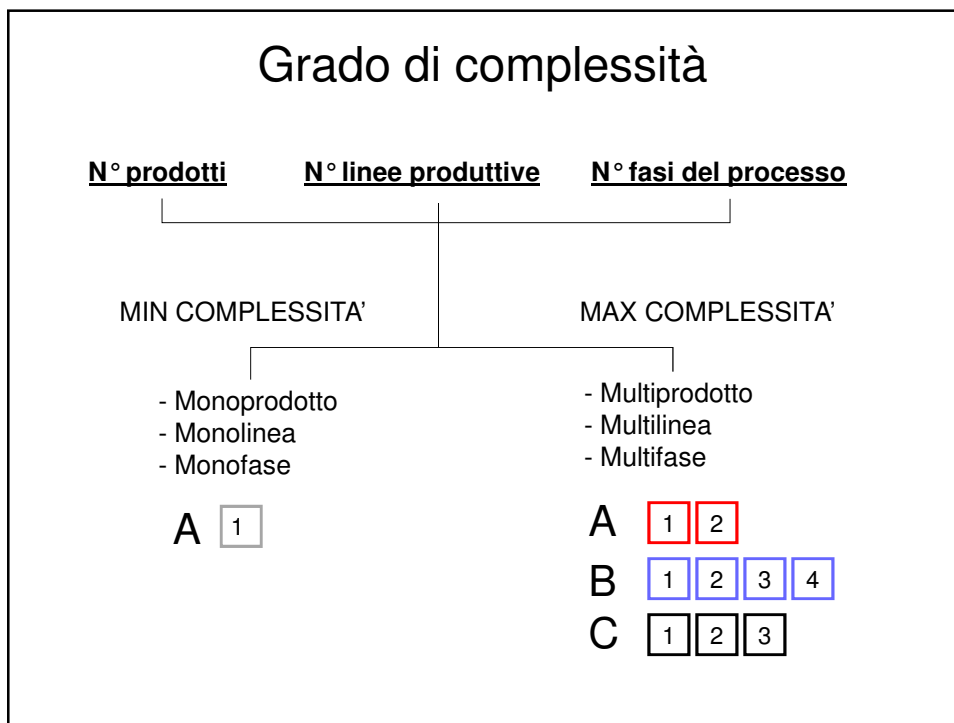 Grado di complessità
N° prodotti N° linee produttive N° fasi del processo
MIN COMPLESSITA’ MAX COMPLESSITA’
- Monoprodotto
- Monolinea
- Monofase
A 1
- Multiprodotto
- Multilinea
- Multifase
A 1 2
B 1 2 3 4
C 1 2 3